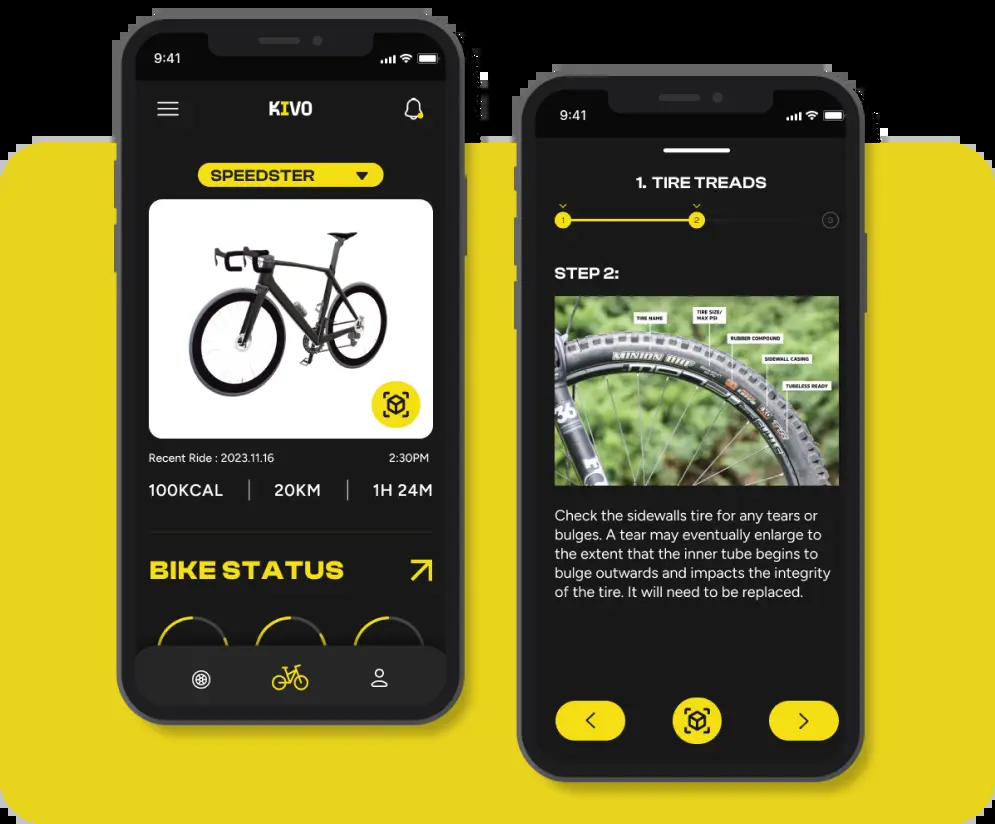 9:41
KIVO
SPEEDSTER
Recent Ride : 2023.11.16 2:30PM
100KCAL | 20KM | 1H 24M
BIKE STATUS
9:41
1. TIRE TREADS
1 2 3
STEP 2:
TIRE NAME
TIRE SIZE/
MAX PSI
RUBBER COMPOUND
SIDEWALL CASING
TUBELESS READY
MINION DHF
36
Check the sidewalls tire for any tears or
bulges. A tear may eventually enlarge to
the extent that the inner tube begins to
bulge outwards and impacts the integrity
of the tire. It will need to be replaced.